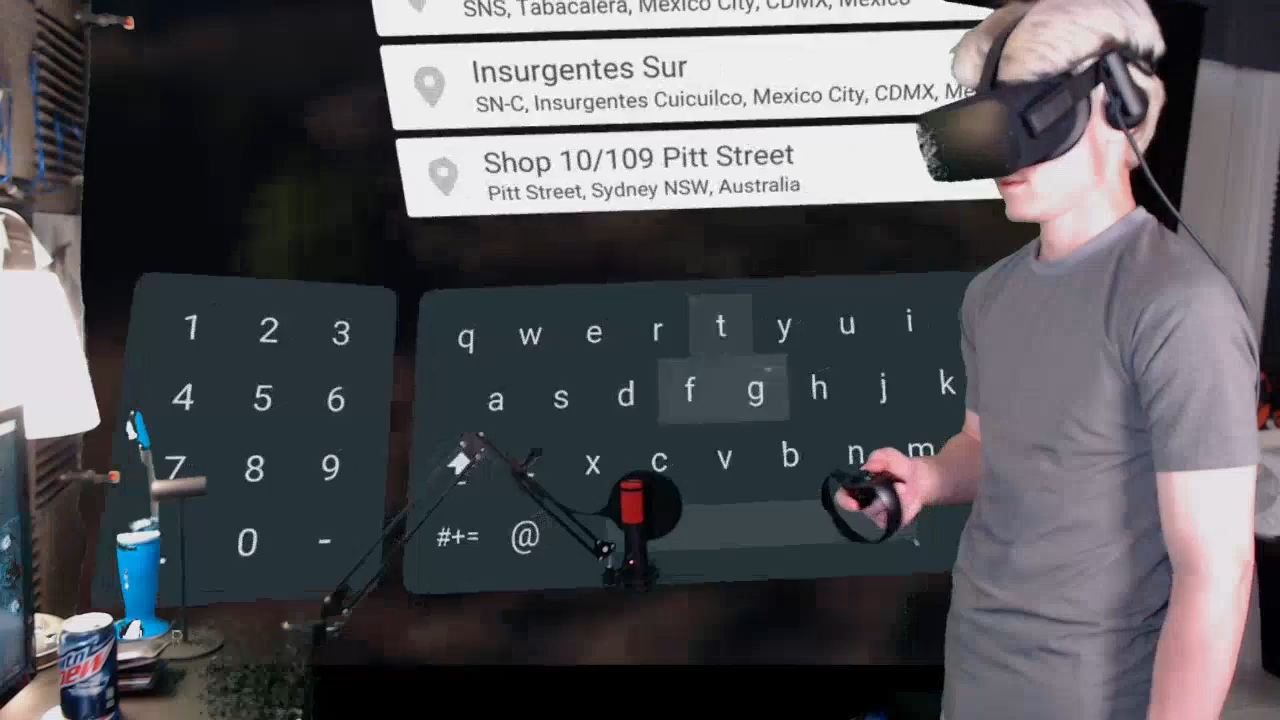 SNS, Tabacalera, Mexico City, CDMX, Mexico
Insurgentes Sur
SN-C, Insurgentes Cuicuilco, Mexico City, CDMX, Me
Shop 10/109 Pitt Street
Pitt Street, Sydney NSW, Australia
1 2 3
q w e r t y u i
4 5 6
a s d f g h j k
7 8 9
x c v b n m
0 -
#+= @